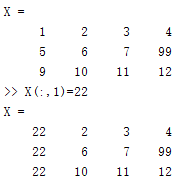 X =
1 2 3 4
5 6 7 99
9 10 11 12
>> X(:,1)=22
X =
22 2 3 4
22 6 7 99
22 10 11 12